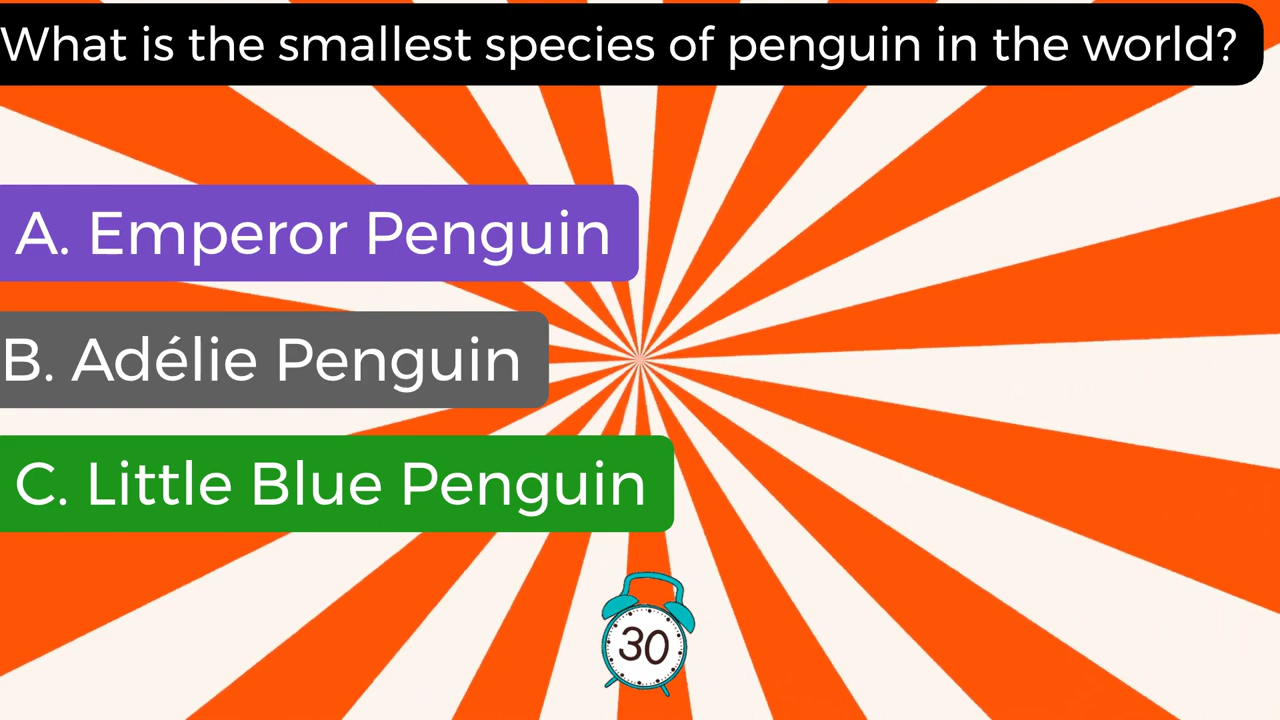 What is the smallest species of penguin in the world?
A. Emperor Penguin
B. Adélie Penguin
C. Little Blue Penguin
30